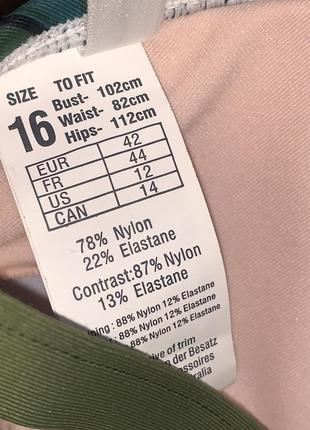 SIZE TO FIT
16 Bust- 102cm
Waist- 82cm
Hips- 112cm
EUR 42
FR 44
US 12
CAN 14
78% Nylon
22% Elastane
Contrast:87% Nylon
13% Elastane
88% Nylon 12% Elastane
88% Nylon 12% Elastane
88% Nylon 12% Elastane
of trim
der Besatz